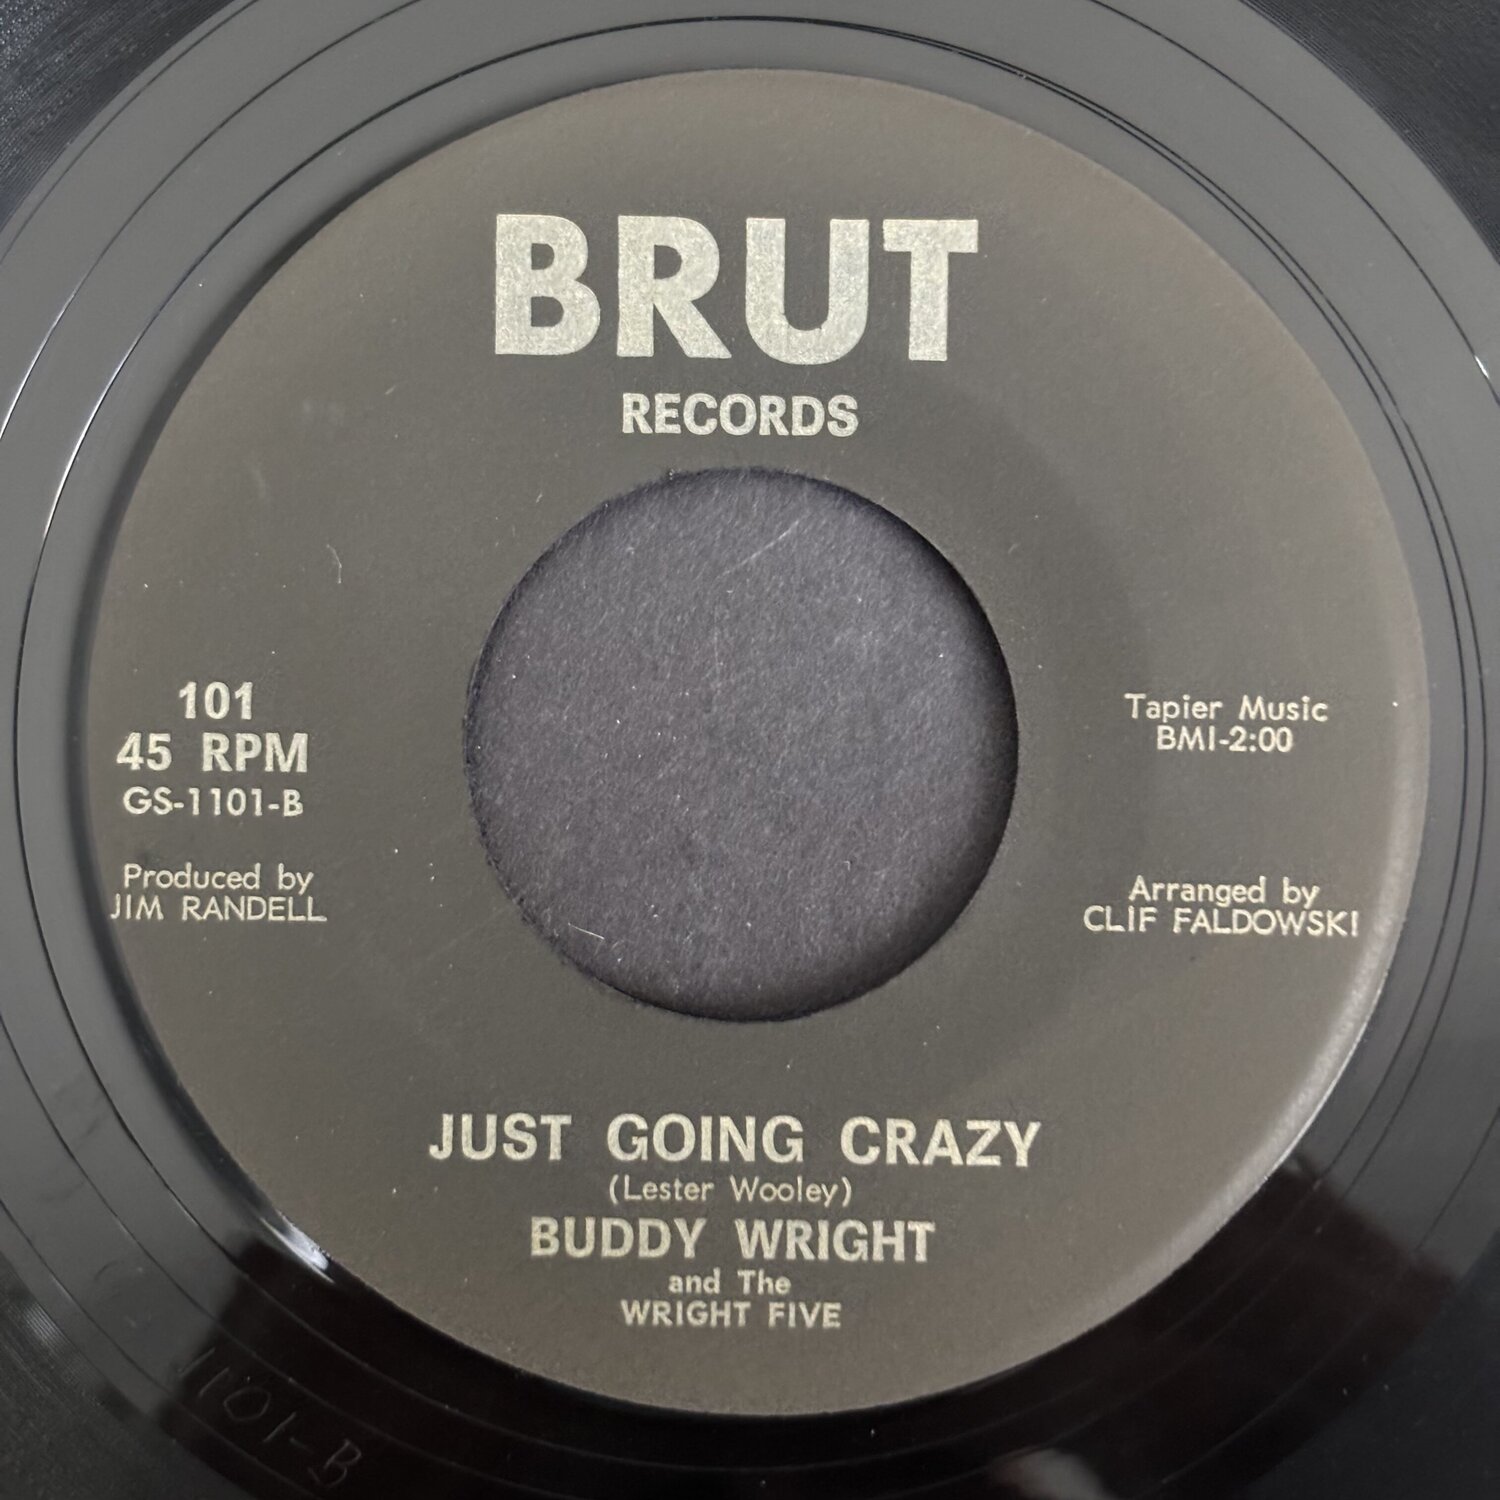 BRUT
RECORDS
101
45 RPM
GS-1101-B
Produced by
JIM RANDELL
Tapier Music
BMI-2:00
Arranged by
CLIF FALDOWSKI
JUST GOING CRAZY
(Lester Wooley)
BUDDY WRIGHT
and The
WRIGHT FIVE
1101-B